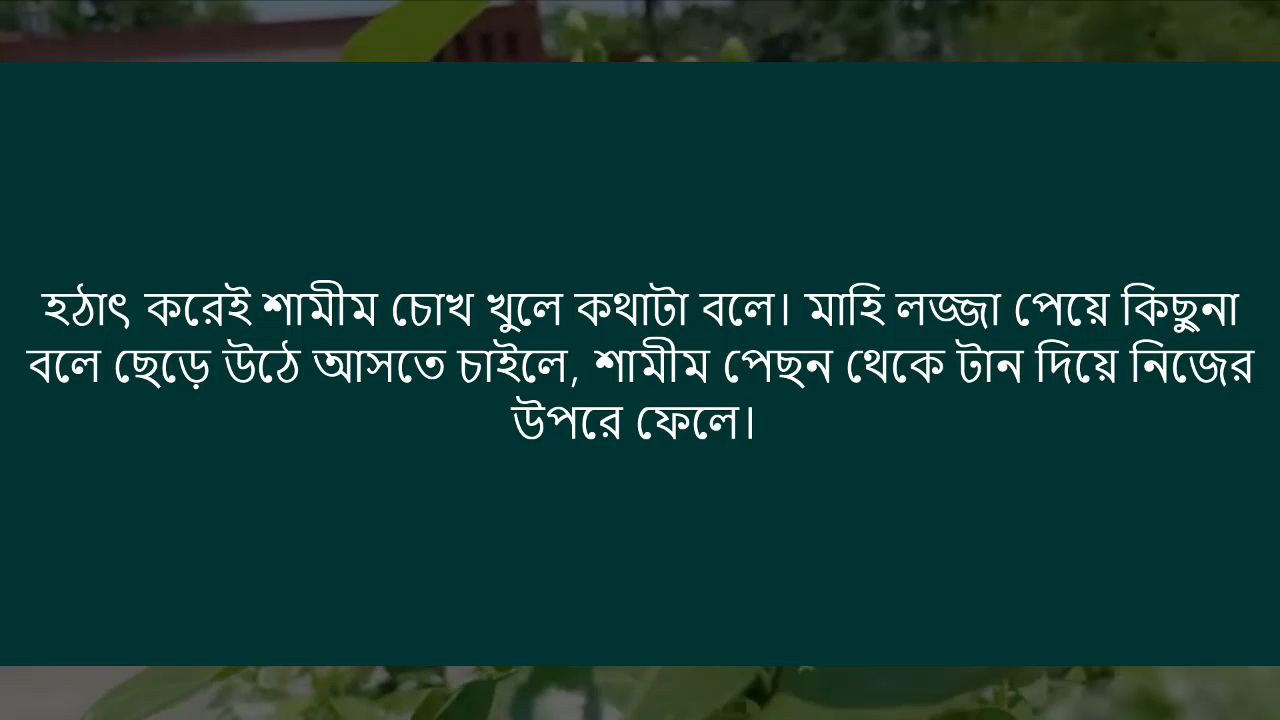 হঠাৎ করেই শামীম চোখ খুলে কথাটা বলে। মাহি লজ্জা পেয়ে কিছুনা
বলে ছেড়ে উঠে আসতে চাইলে, শামীম পেছন থেকে টান দিয়ে নিজের
উপরে ফেলে।